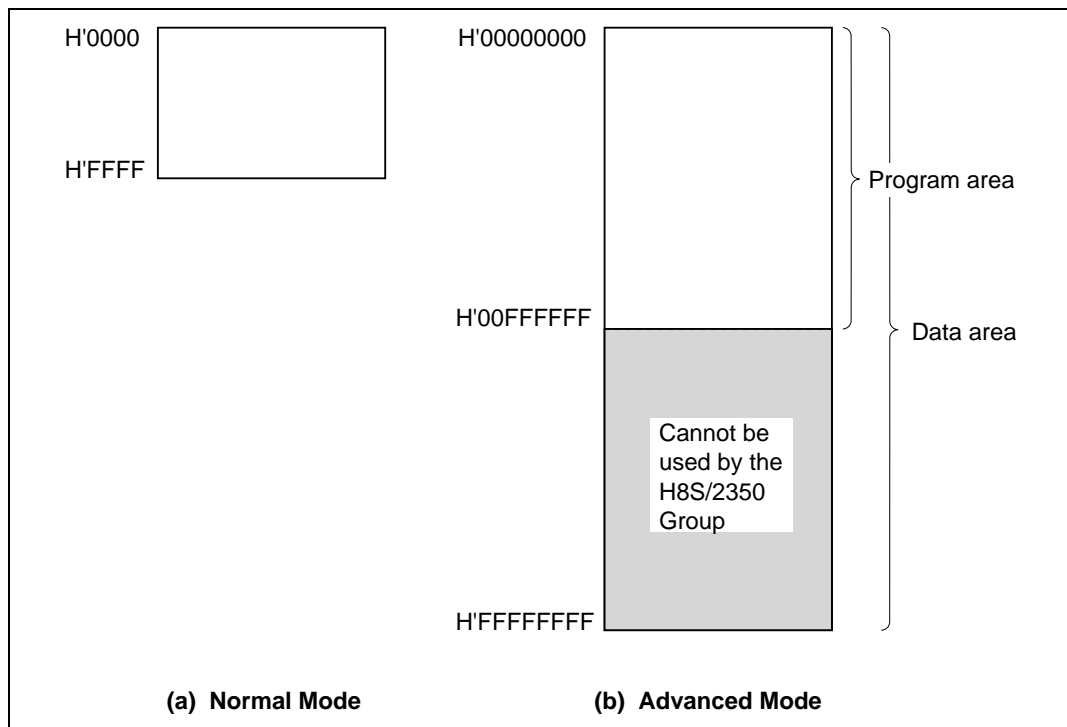 H'0000
H'FFFF
(a) Normal Mode
H'00000000
H'00FFFFFF
H'FFFFFFFF
Cannot be
used by the
H8S/2350
Group
Program area
Data area
(b) Advanced Mode